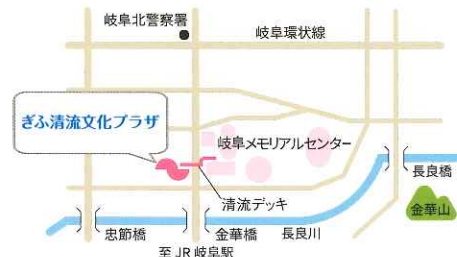 岐阜北警察署
岐阜環状線
ぎふ清流文化プラザ
岐阜メモリアルセンター
長良橋
清流デッキ
金華山
忠節橋
金華橋
長良川
至 JR 岐阜駅